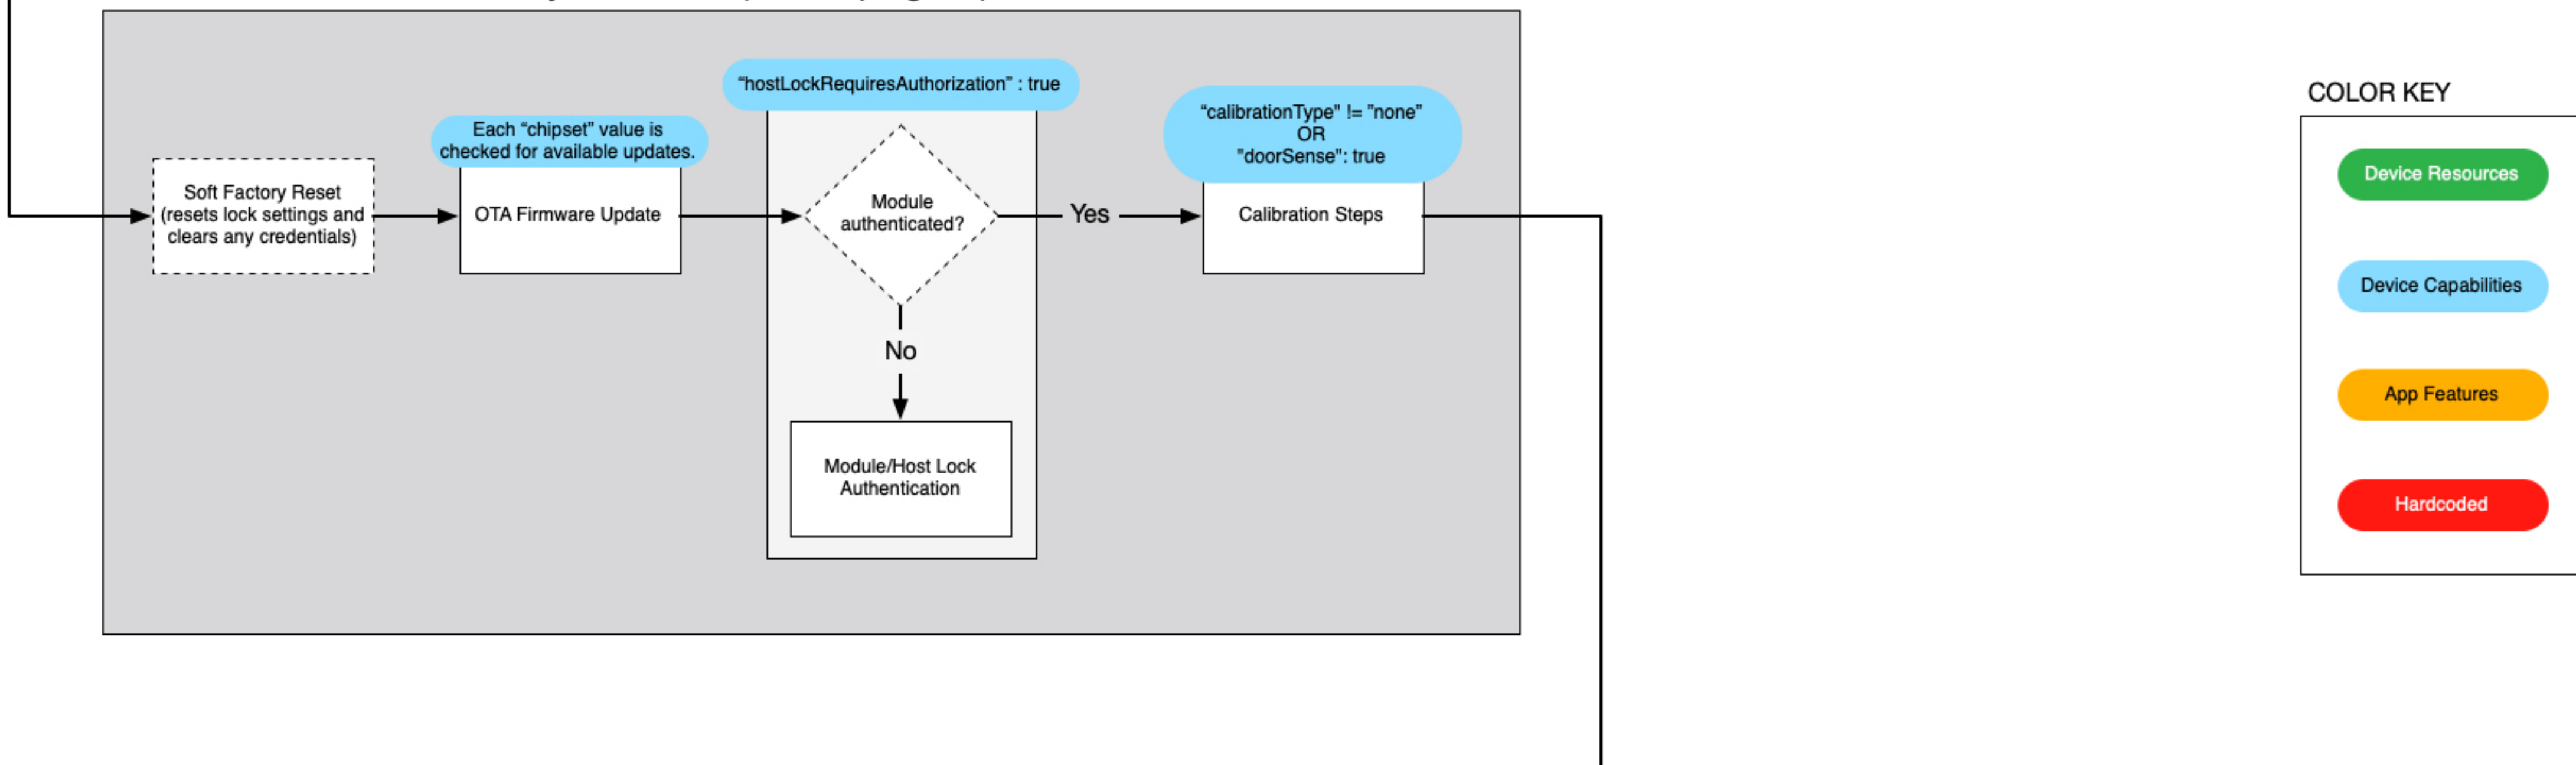 “hostLockRequiresAuthorization” : true
Each “chipset” value is
checked for available updates.
“calibrationType" != ”none”
OR
"doorSense": true
Soft Factory Reset
(resets lock settings and
clears any credentials)
OTA Firmware Update
Module
authenticated?
Yes
Calibration Steps
No
Module/Host Lock
Authentication
COLOR KEY
Device Resources
Device Capabilities
App Features
Hardcoded